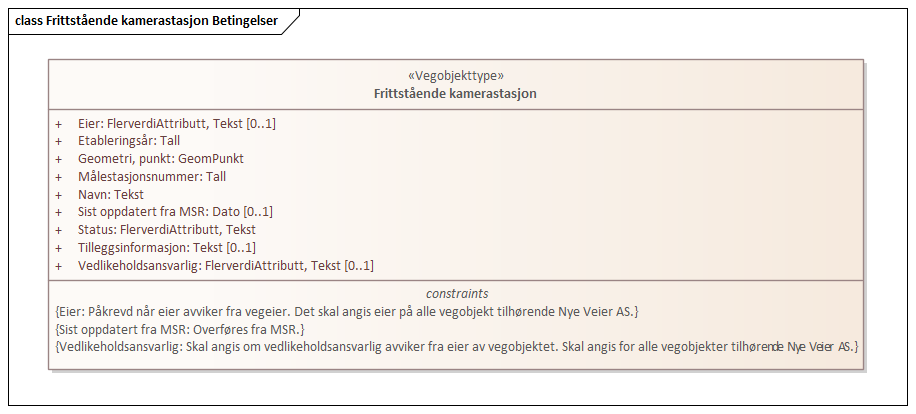 class Frittstående kamerastasjon Betingelser
«Vegobjekttype»
Frittstående kamerastasjon
+ Eier: FlerverdiAttributt, Tekst [0..1]
+ Etableringsår: Tall
+ Geometri, punkt: GeomPunkt
+ Målestasjonsnummer: Tall
+ Navn: Tekst
+ Sist oppdatert fra MSR: Dato [0..1]
+ Status: FlerverdiAttributt, Tekst
+ Tilleggsinformasjon: Tekst [0..1]
+ Vedlikeholdsansvarlig: FlerverdiAttributt, Tekst [0..1]
constraints
{Eier: Påkrevd når eier avviker fra vegeier. Det skal angis eier på alle vegobjekt tilhørende Nye Veier AS.}
{Sist oppdatert fra MSR: Overføres fra MSR.}
{Vedlikeholdsansvarlig: Skal angis om vedlikeholdsansvarlig avviker fra eier av vegobjektet. Skal angis for alle vegobjekter tilhørende Nye Veier AS.}